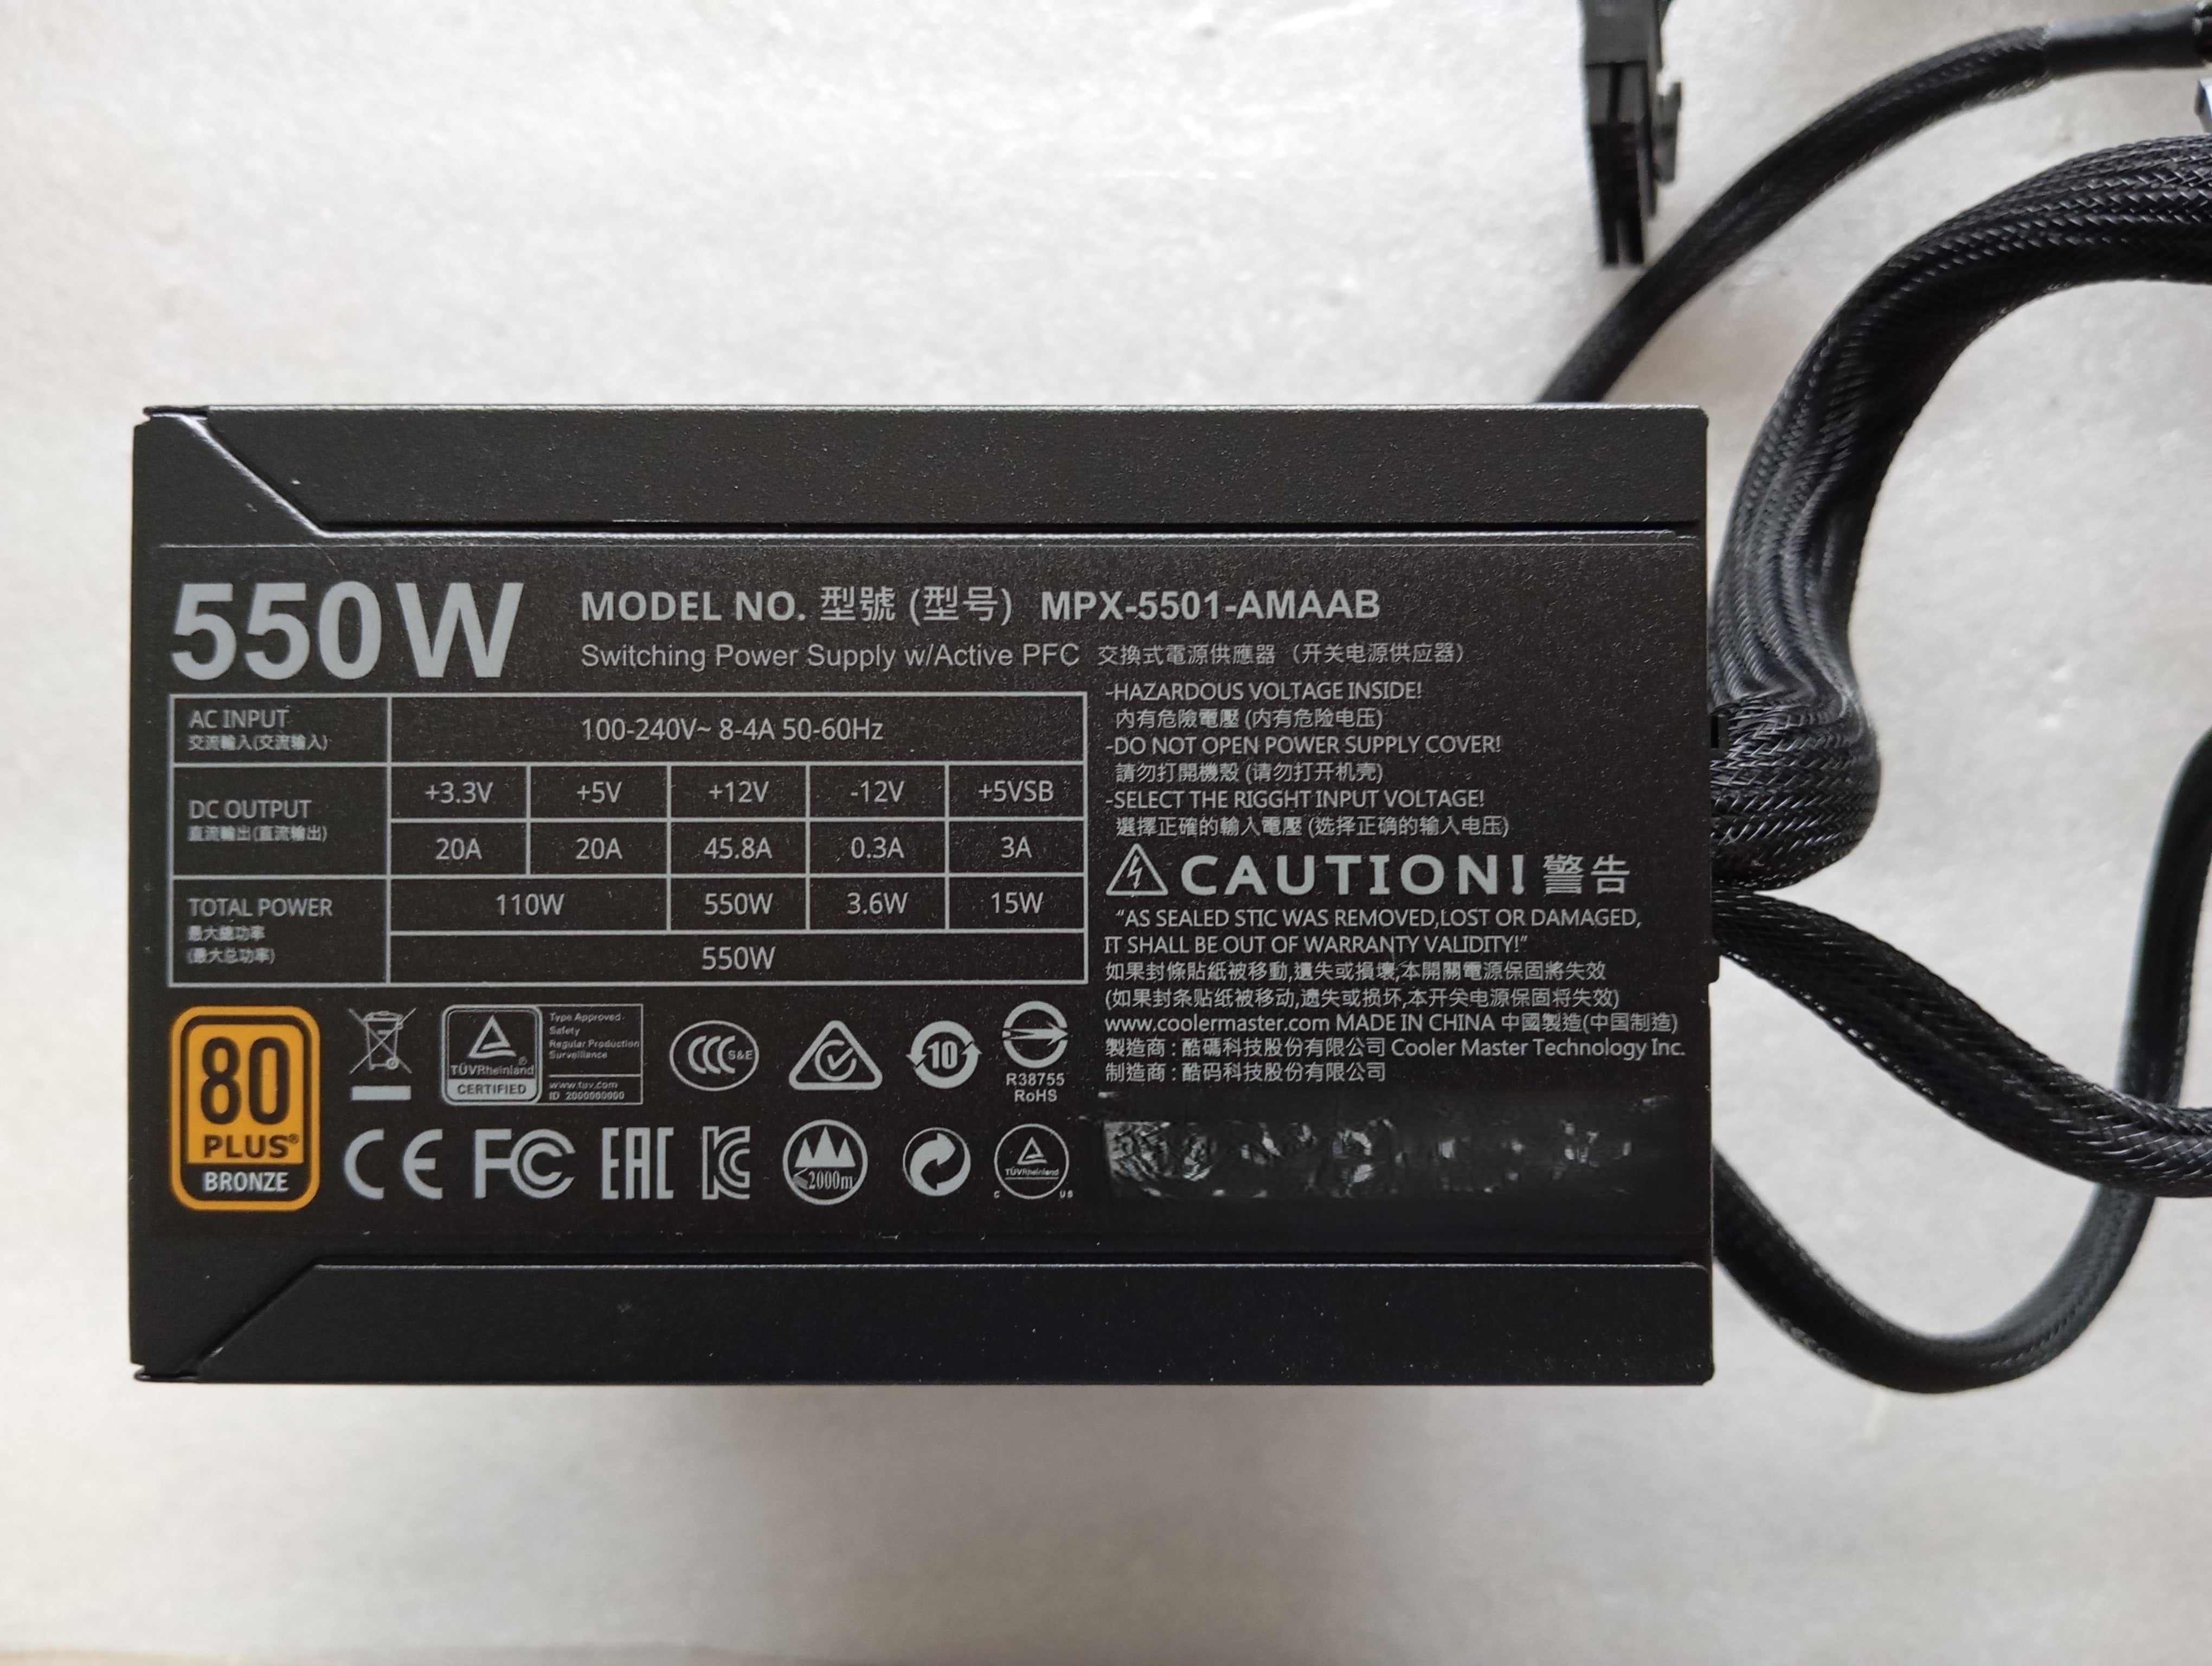 550W
MODEL NO. 型號 (型号) MPX-5501-AMAAB
Switching Power Supply w/Active PFC 交換式電源供應器 (开关电源供应器)
AC INPUT 100-240V~ 8-4A 50-60Hz
交流輸入(交流输入)
DC OUTPUT +3.3V +5V +12V -12V +5VSB
直流輸出(直流输出) 20A 20A 45.8A 0.3A 3A
TOTAL POWER 110W 550W 3.6W 15W
最大總功率
(最大总功率) 550W
-HAZARDOUS VOLTAGE INSIDE!
內有危險電壓 (内有危险电压)
-DO NOT OPEN POWER SUPPLY COVER!
請勿打開機殼 (请勿打开机壳)
-SELECT THE RIGGHT INPUT VOLTAGE!
選擇正確的輸入電壓 (选择正确的输入电压)
CAUTION! 警告
“AS SEALED STIC WAS REMOVED,LOST OR DAMAGED,
IT SHALL BE OUT OF WARRANTY VALIDITY!”
如果封條貼紙被移動,遺失或損壞,本開關電源保固將失效
(如果封条贴纸被移动,遗失或损坏,本开关电源保固将失效)
www.coolermaster.com MADE IN CHINA 中國製造(中国制造)
製造商 : 酷碼科技股份有限公司 Cooler Master Technology Inc.
制造商 : 酷码科技股份有限公司
80
PLUS®
BRONZE
TÜVRheinland®
CERTIFIED
Type Approved
Safety
Regular Production
Surveillance
www.tuv.com
ID 2000000000
CCC S&E
10
R38755
RoHS
CE FC EAC KC
2000m
TÜVRheinland
C US